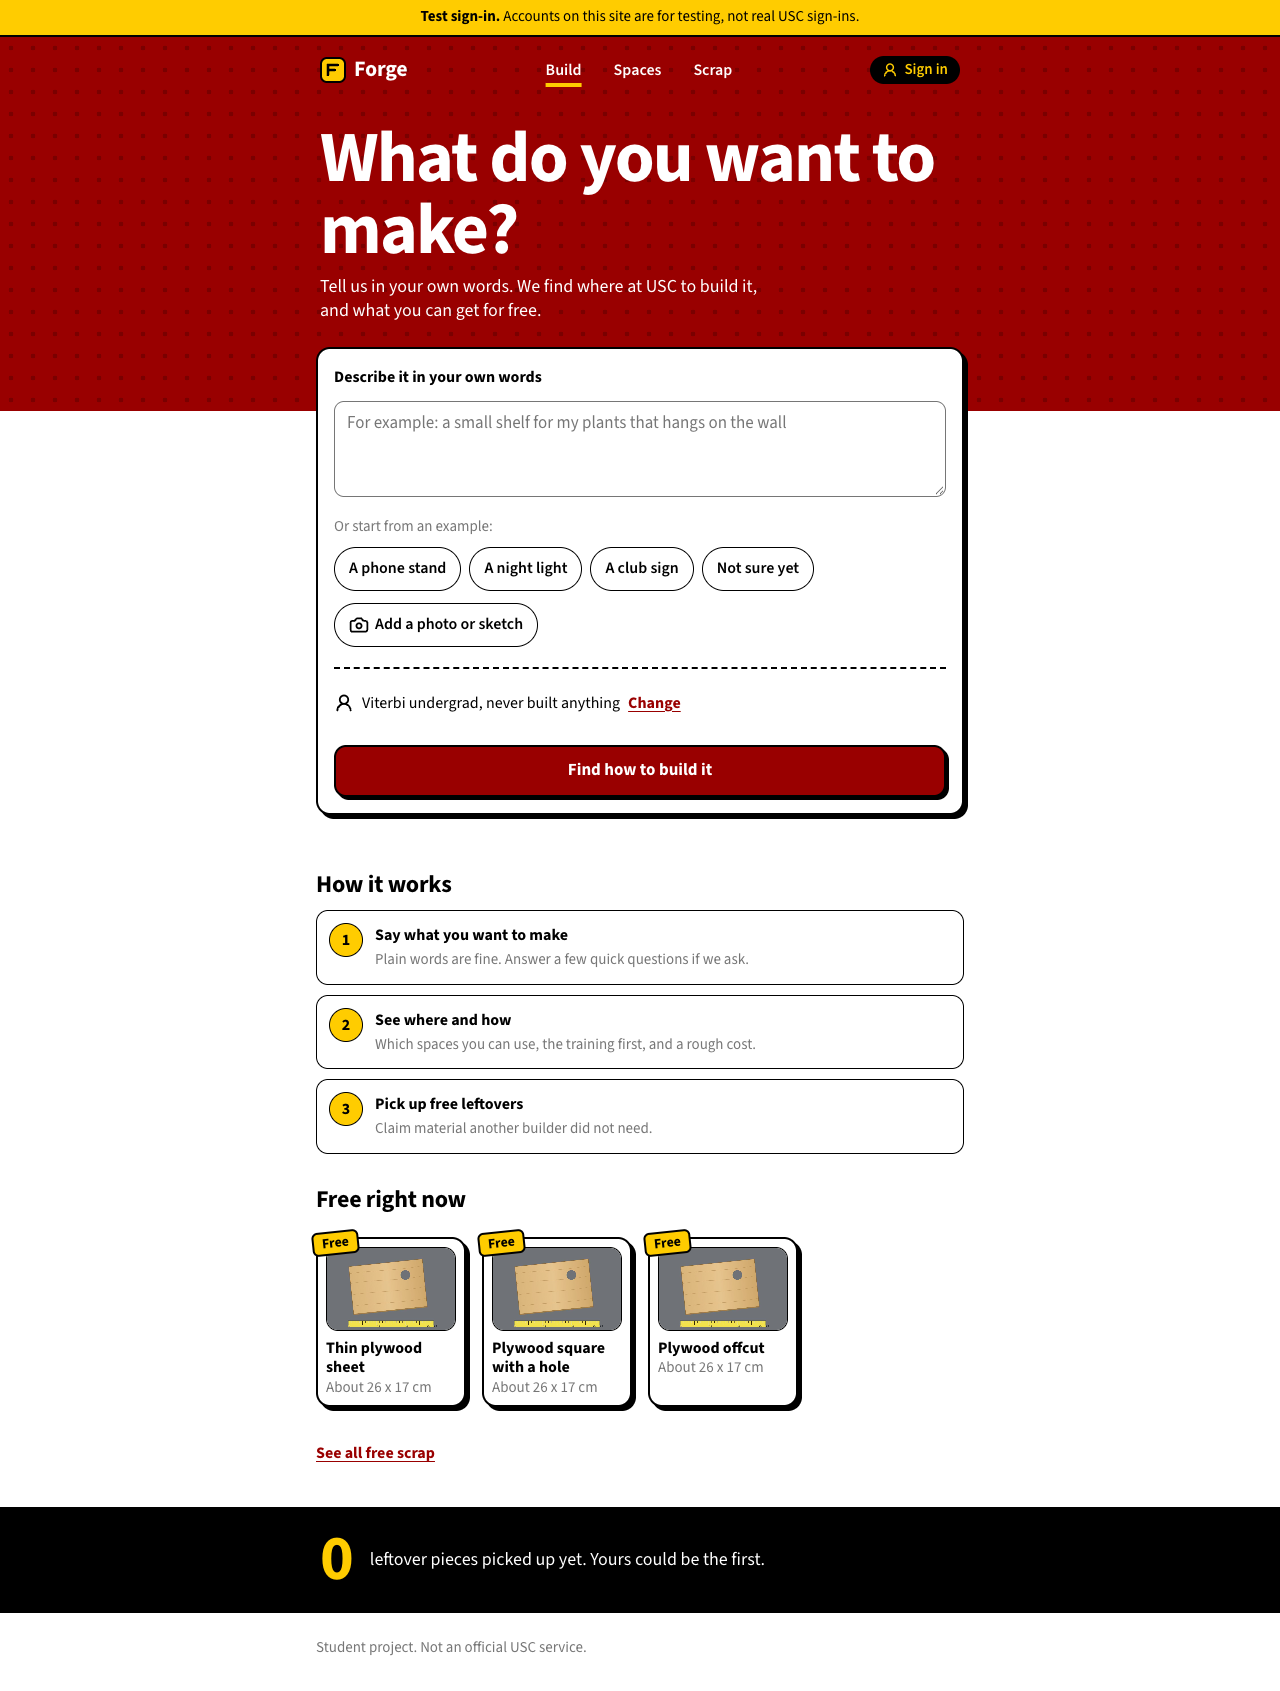 Test sign-in. Accounts on this site are for testing, not real USC sign-ins.
F Forge
Build
Spaces
Scrap
Sign in
What do you want to
make?
Tell us in your own words. We find where at USC to build it,
and what you can get for free.
Describe it in your own words
For example: a small shelf for my plants that hangs on the wall
Or start from an example:
A phone stand
A night light
A club sign
Not sure yet
Add a photo or sketch
Viterbi undergrad, never built anything Change
Find how to build it
How it works
1
Say what you want to make
Plain words are fine. Answer a few quick questions if we ask.
2
See where and how
Which spaces you can use, the training first, and a rough cost.
3
Pick up free leftovers
Claim material another builder did not need.
Free right now
Free
Thin plywood
sheet
About 26 x 17 cm
Free
Plywood square
with a hole
About 26 x 17 cm
Free
Plywood offcut
About 26 x 17 cm
See all free scrap
0 leftover pieces picked up yet. Yours could be the first.
Student project. Not an official USC service.